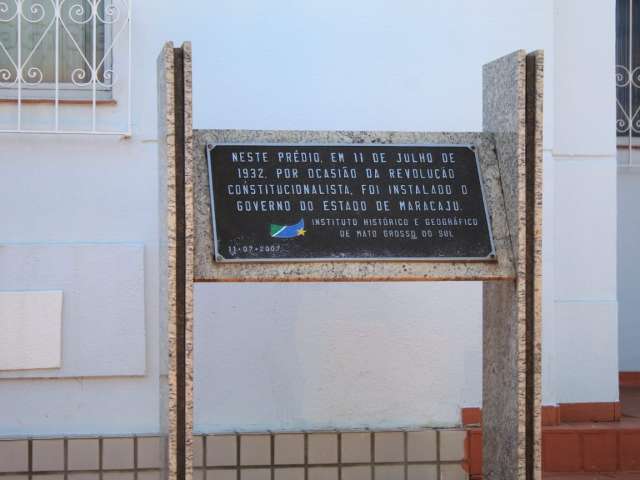 NESTE PRÉDIO, EM 11 DE JULHO DE
1932, POR OCASIÃO DA REVOLUÇÃO
CONSTITUCIONALISTA, FOI INSTALADO O
GOVERNO DO ESTADO DE MARACAJU.
INSTITUTO HISTÓRICO E GEOGRÁFICO
DE MATO GROSSO DO SUL
11-07-2007